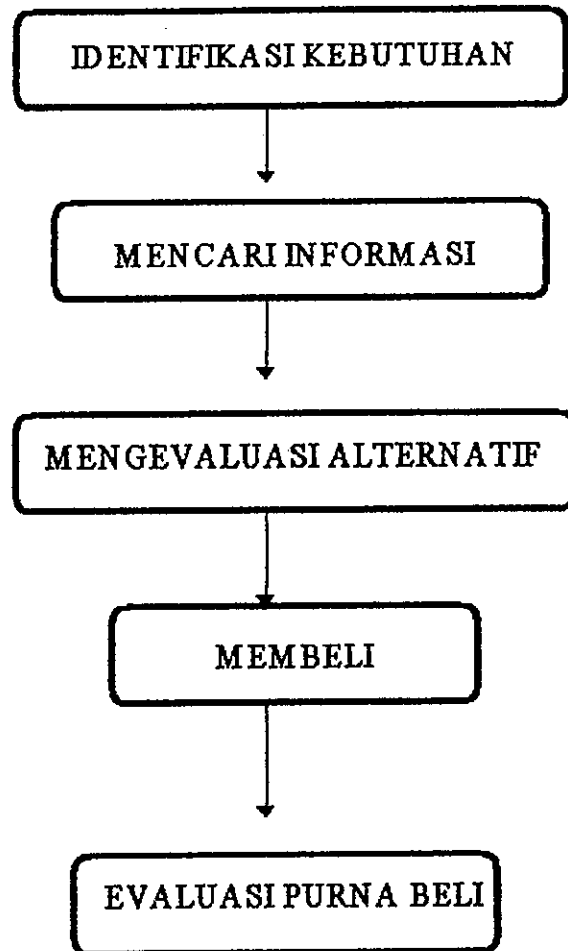 IDENTIFIKASI KEBUTUHAN
MENCARI INFORMASI
MENGEVALUASI ALTERNATIF
MEMBELI
EVALUASI PURNA BELI